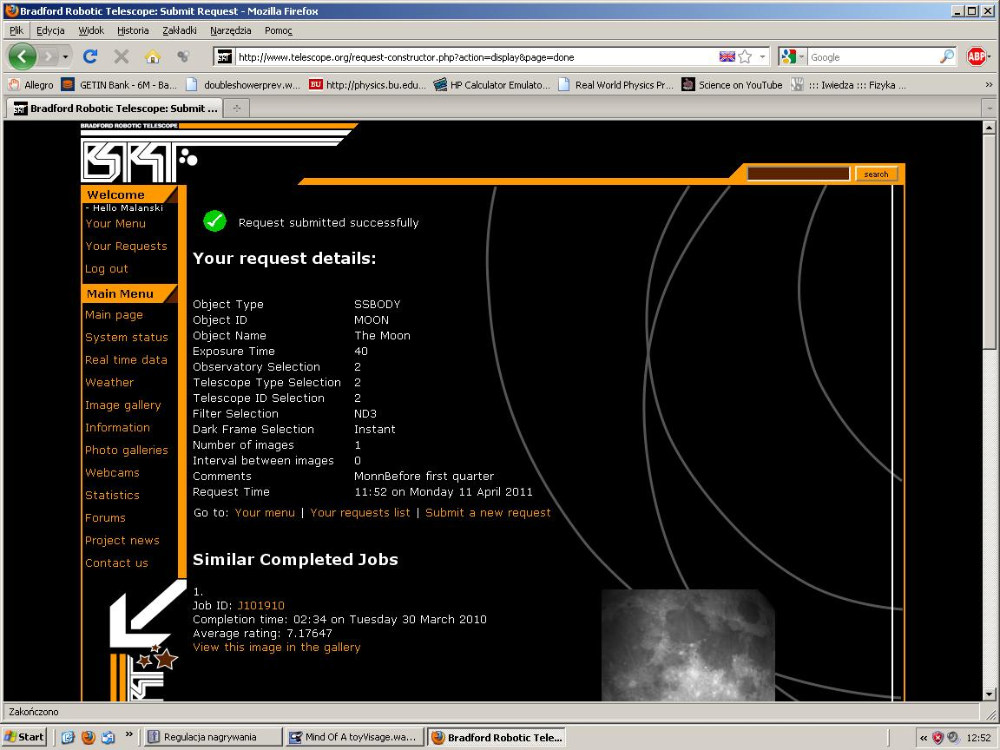 Bradford Robotic Telescope: Submit Request - Mozilla Firefox
Plik Edycja Widok Historia Zakładki Narzędzia Pomoc
http://www.telescope.org/request-constructor.php?action=display&page=done
Google
ABP
Allegro
GETIN Bank - 6M - Ba...
doubleshowerprev.w...
BU http://physics.bu.edu...
HP Calculator Emulato...
Real World Physics Pr...
Science on YouTube
::: Iwiedza ::: Fizyka ...
»
Bradford Robotic Telescope: Submit ...
BRADFORD ROBOTIC TELESCOPE
BRT
search
Welcome
- Hello Malanski
Your Menu
Your Requests
Log out
Main Menu
Main page
System status
Real time data
Weather
Image gallery
Information
Photo galleries
Webcams
Statistics
Forums
Project news
Contact us
Request submitted successfully
Your request details:
Object Type SSBODY
Object ID MOON
Object Name The Moon
Exposure Time 40
Observatory Selection 2
Telescope Type Selection 2
Telescope ID Selection 2
Filter Selection ND3
Dark Frame Selection Instant
Number of images 1
Interval between images 0
Comments MonnBefore first quarter
Request Time 11:52 on Monday 11 April 2011
Go to: Your menu | Your requests list | Submit a new request
Similar Completed Jobs
1.
Job ID: J101910
Completion time: 02:34 on Tuesday 30 March 2010
Average rating: 7.17647
View this image in the gallery
Zakończono
Start
»
Regulacja nagrywania
Mind Of A toyVisage.wa...
Bradford Robotic Tele...
«
12:52